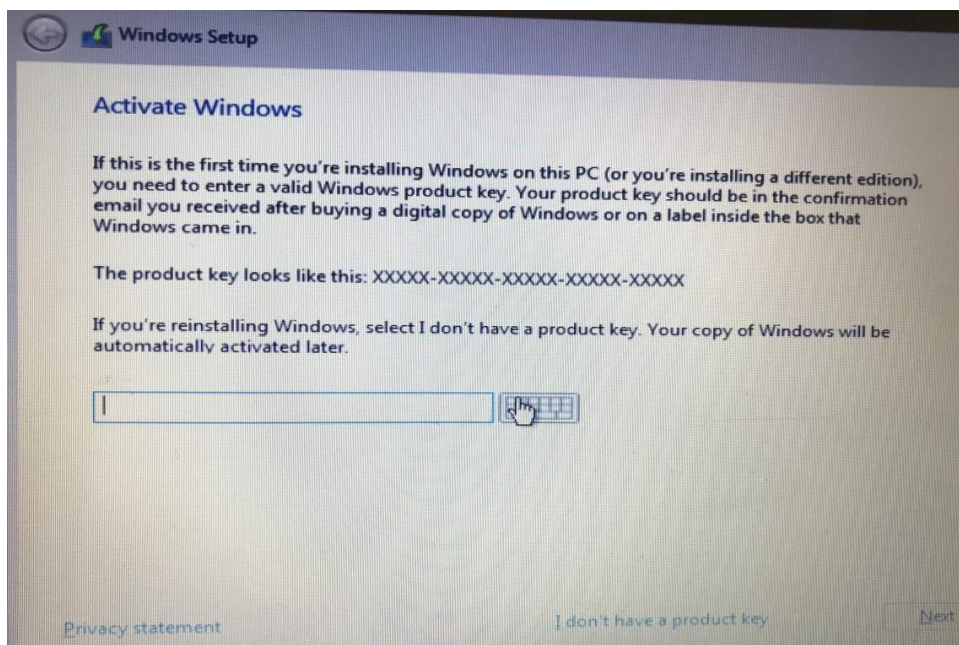 Windows Setup
Activate Windows
If this is the first time you're installing Windows on this PC (or you're installing a different edition),
you need to enter a valid Windows product key. Your product key should be in the confirmation
email you received after buying a digital copy of Windows or on a label inside the box that
Windows came in.
The product key looks like this: XXXXX-XXXXX-XXXXX-XXXXX-XXXXX
If you're reinstalling Windows, select I don't have a product key. Your copy of Windows will be
automatically activated later.
Privacy statement
I don't have a product key
Next